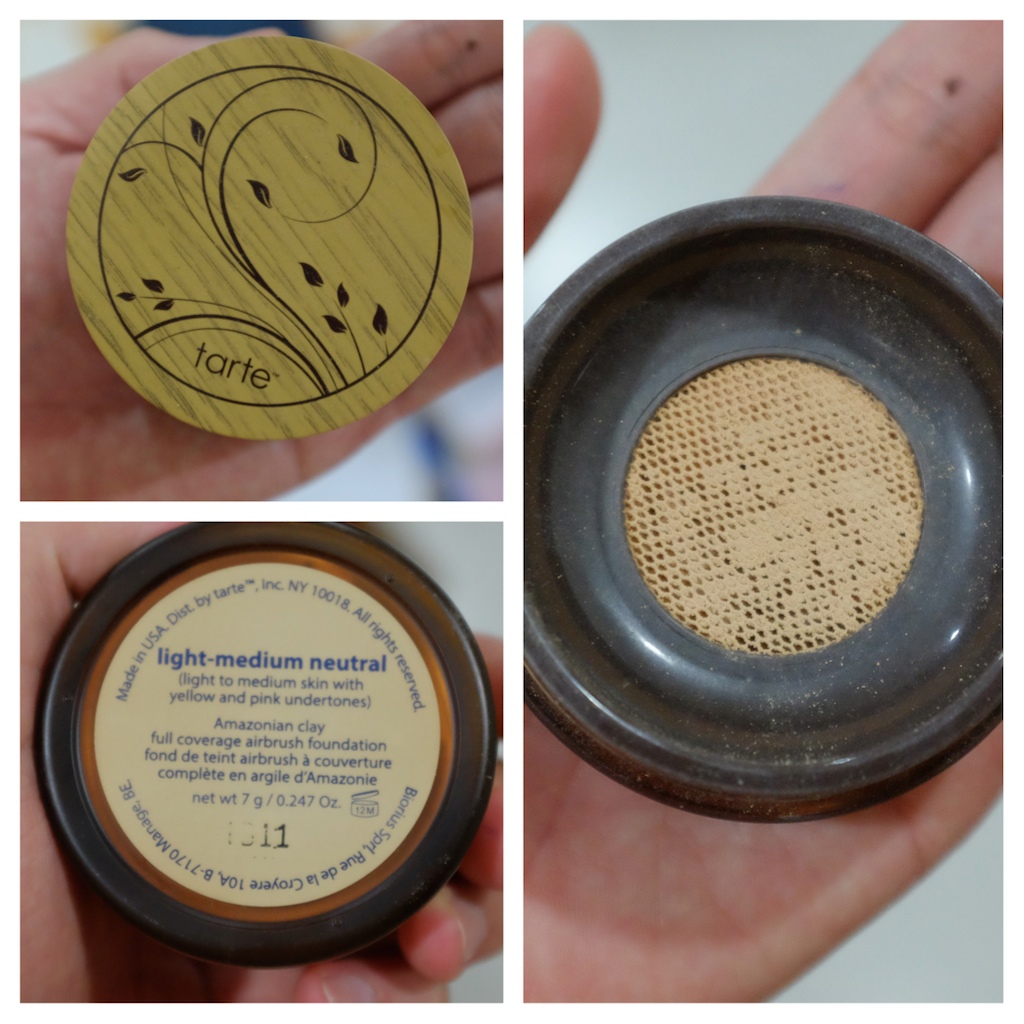 tarte™
Made in USA. Dist. by tarte™, Inc. NY 10018. All rights reserved.
light-medium neutral
(light to medium skin with
yellow and pink undertones)
Amazonian clay
full coverage airbrush foundation
fond de teint airbrush à couverture
complète en argile d'Amazonie
net wt 7 g / 0.247 Oz.
12M
Biorius Sprl, Rue de la Croyere 10A, B-7170 Manage, BE.